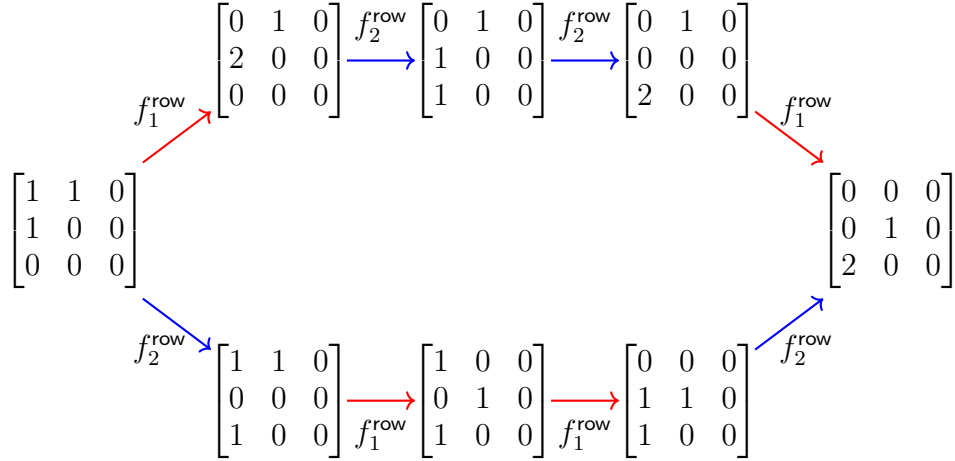 [0 1 0; 2 0 0; 0 0 0] f_2^row [0 1 0; 1 0 0; 1 0 0] f_2^row [0 1 0; 0 0 0; 2 0 0]
f_1^row f_1^row
[1 1 0; 1 0 0; 0 0 0] [0 0 0; 0 1 0; 2 0 0]
f_2^row f_2^row
[1 1 0; 0 0 0; 1 0 0] f_1^row [1 0 0; 0 1 0; 1 0 0] f_1^row [0 0 0; 1 1 0; 1 0 0]